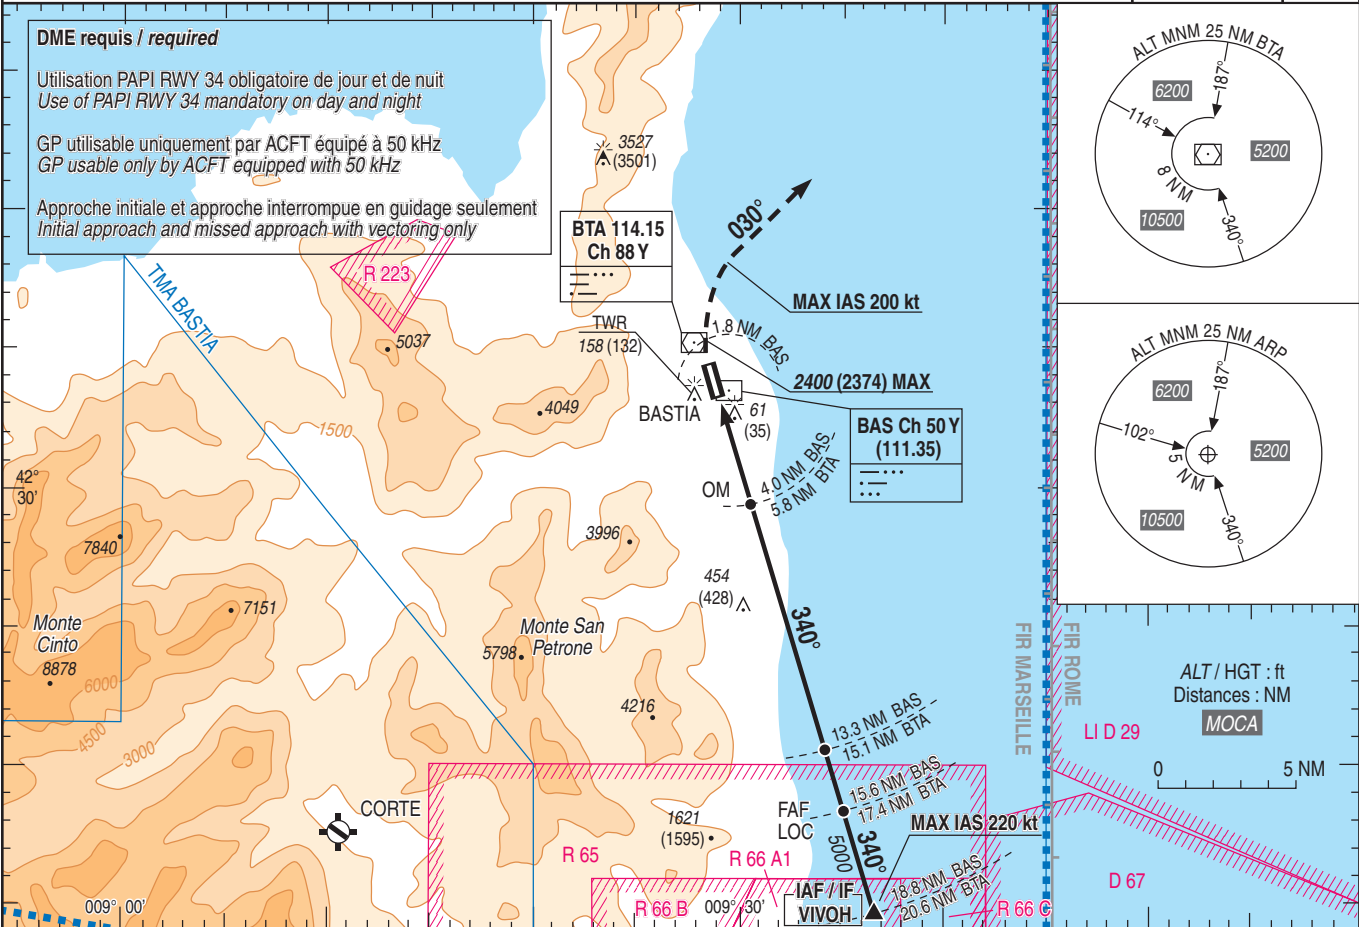 DME requis / required
Utilisation PAPI RWY 34 obligatoire de jour et de nuit
Use of PAPI RWY 34 mandatory on day and night
GP utilisable uniquement par ACFT équipé à 50 kHz
GP usable only by ACFT equipped with 50 kHz
Approche initiale et approche interrompue en guidage seulement
Initial approach and missed approach with vectoring only
3527
(3501)
BTA 114.15
Ch 88 Y
030°
MAX IAS 200 kt
R 223
TMA BASTIA
5037
TWR
158 (132)
1.8 NM BAS
2400 (2374) MAX
4049
BASTIA
61
(35)
BAS Ch 50 Y
(111.35)
1500
4.0 NM BAS
5.8 NM BTA
OM
42°
30'
7840
3996
454
(428)
7151
Monte
Cinto
8878
6000
4500
3000
Monte San
Petrone
5798
4216
340°
13.3 NM BAS
15.1 NM BTA
15.6 NM BAS
17.4 NM BTA
FAF
LOC
CORTE
1621
(1595)
R 65
R 66 A1
5000
340°
MAX IAS 220 kt
18.8 NM BAS
20.6 NM BTA
IAF / IF
VIVOH
R 66 B
R 66 C
009° 00'
009° 30'
FIR MARSEILLE
FIR ROME
LI D 29
D 67
ALT MNM 25 NM BTA
6200
187°
114°
5200
8 NM
10500
340°
ALT MNM 25 NM ARP
6200
187°
102°
5200
5 NM
10500
340°
ALT / HGT : ft
Distances : NM
MOCA
0
5 NM